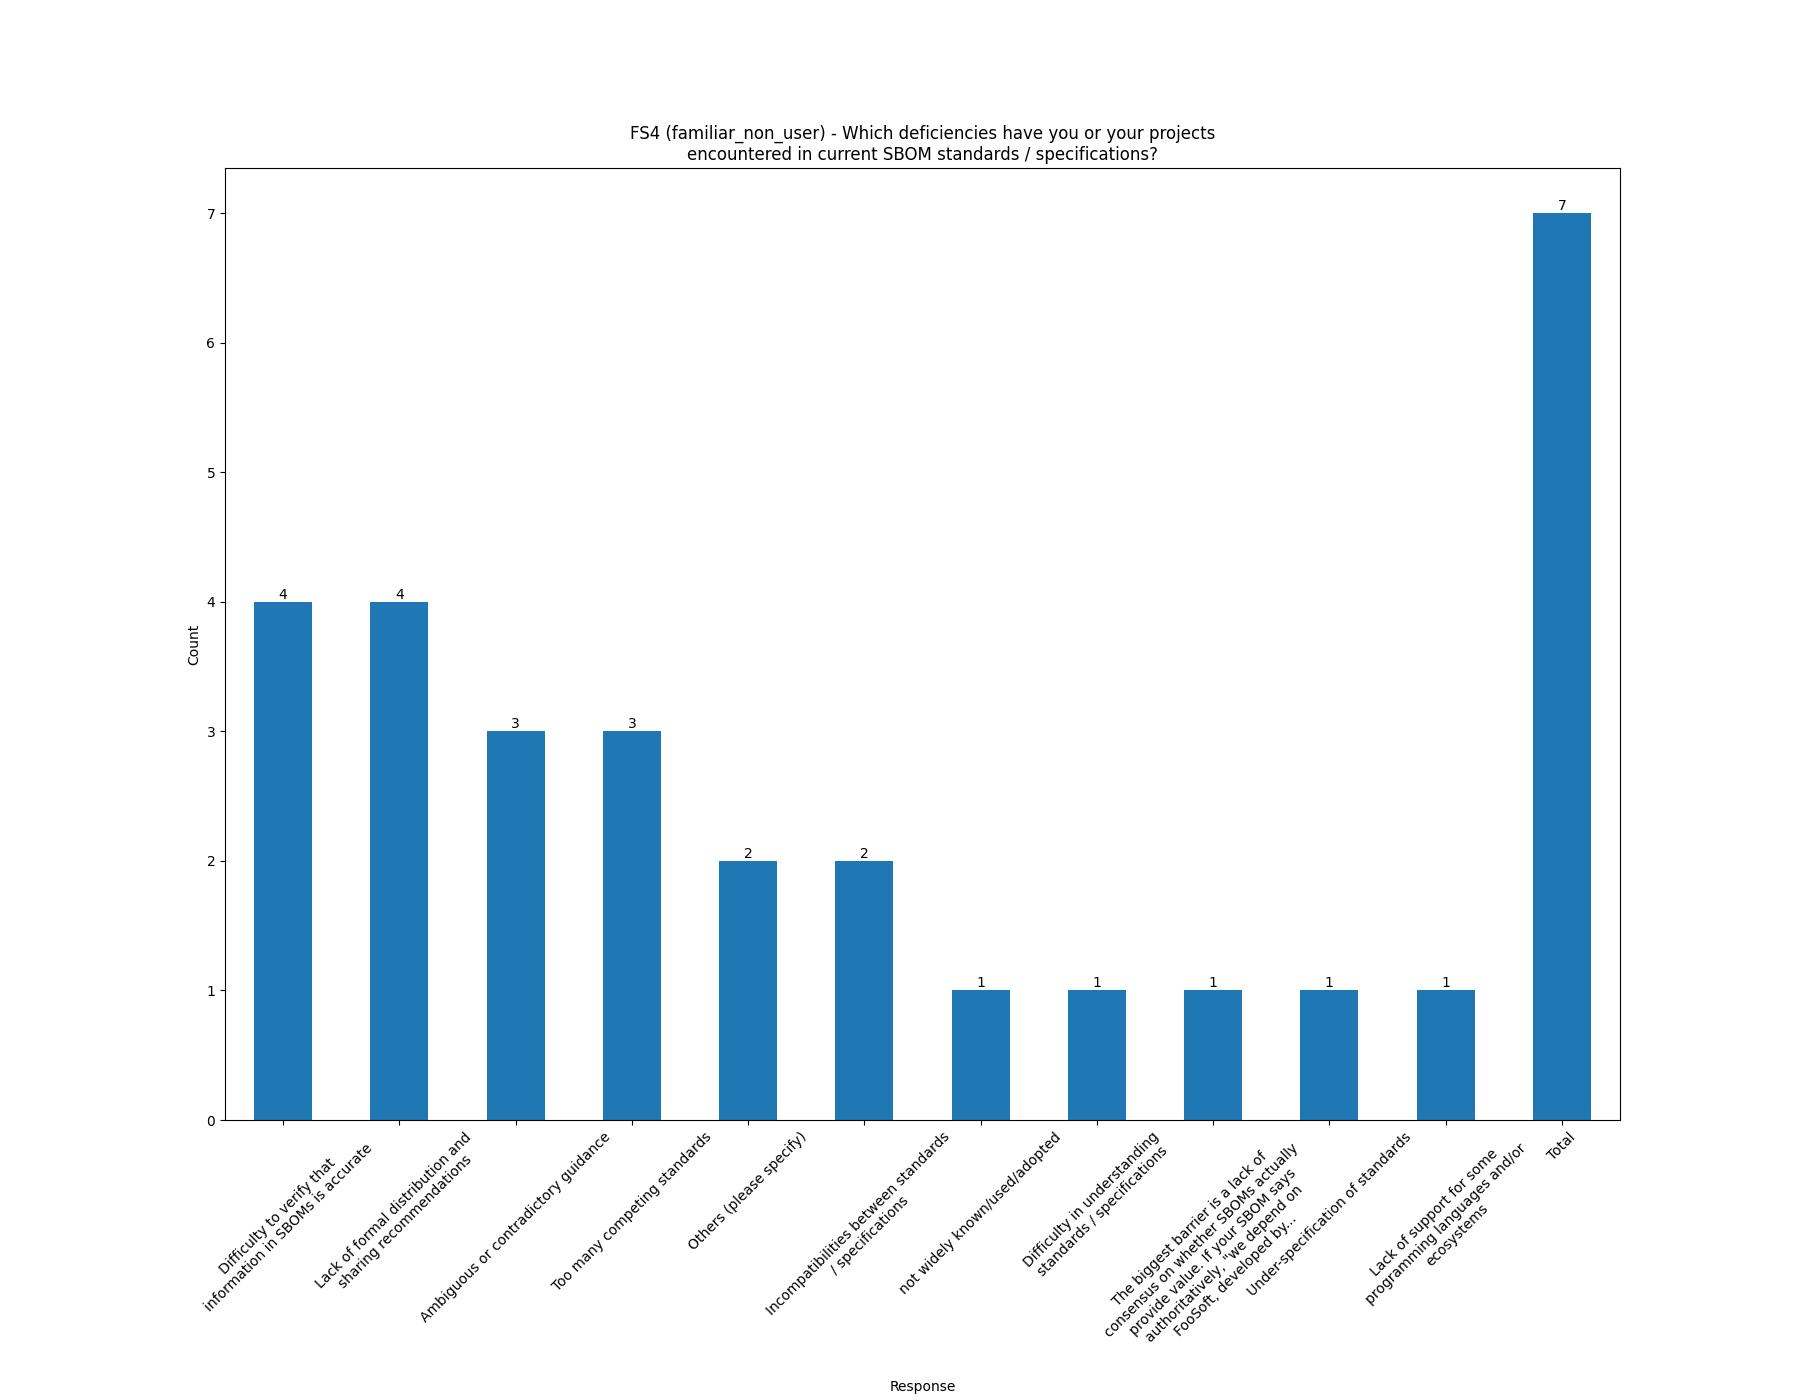 FS4 (familiar_non_user) - Which deficiencies have you or your projects
encountered in current SBOM standards / specifications?
7
6
5
4
3
2
1
0
Count
4
4
3
3
2
2
1
1
1
1
1
7
Difficulty to verify that
information in SBOMs is accurate
Lack of formal distribution and
sharing recommendations
Ambiguous or contradictory guidance
Too many competing standards
Others (please specify)
Incompatibilities between standards
/ specifications
not widely known/used/adopted
Difficulty in understanding
standards / specifications
The biggest barrier is a lack of
consensus on whether SBOMs actually
provide value. If your SBOM says
authoritatively, "we depend on
FooSoft, developed by...
Under-specification of standards
Lack of support for some
programming languages and/or
ecosystems
Total
Response